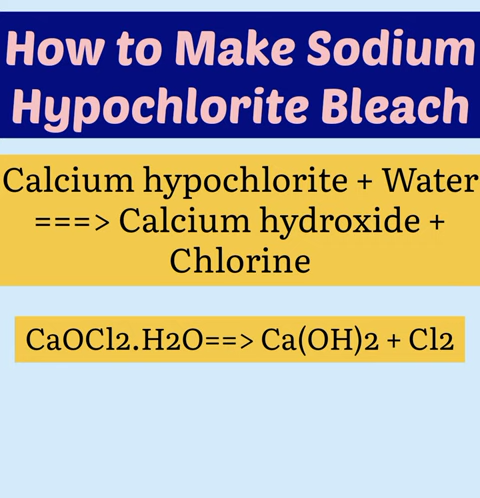 How to Make Sodium
Hypochlorite Bleach
Calcium hypochlorite + Water
===> Calcium hydroxide +
Chlorine
CaOCl2.H2O==> Ca(OH)2 + Cl2